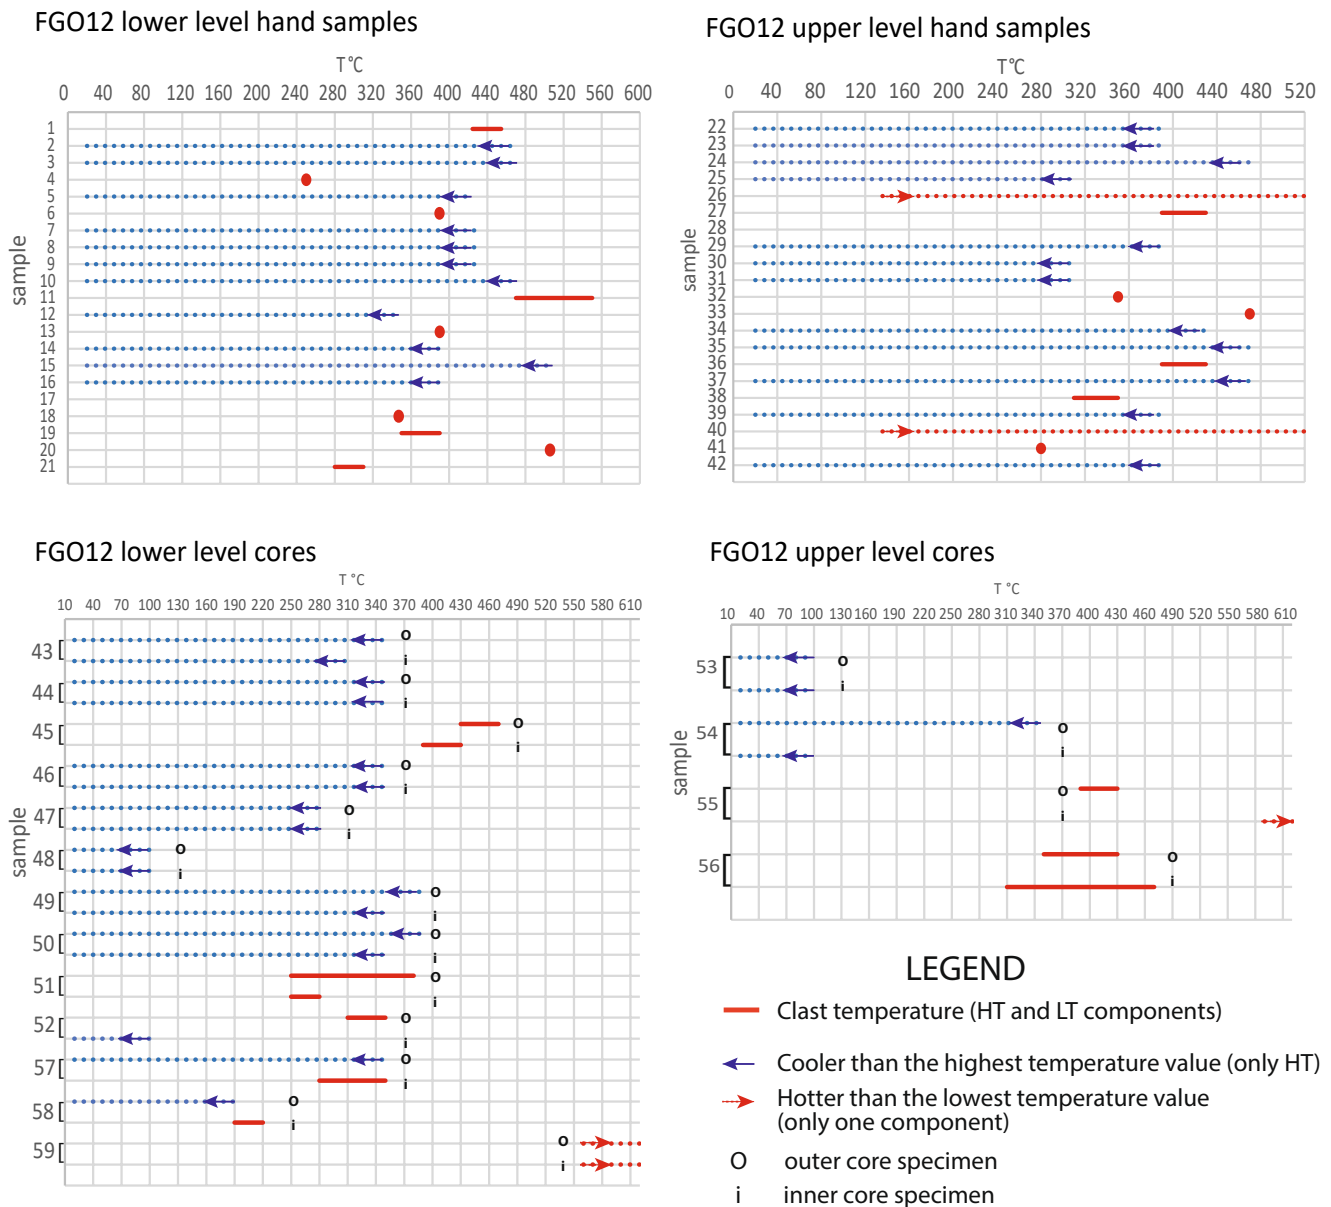 FGO12 lower level hand samples
T°C
0 40 80 120 160 200 240 280 320 360 400 440 480 520 560 600
sample
1
2
3
4
5
6
7
8
9
10
11
12
13
14
15
16
17
18
19
20
21
FGO12 upper level hand samples
T°C
0 40 80 120 160 200 240 280 320 360 400 440 480 520
sample
22
23
24
25
26
27
28
29
30
31
32
33
34
35
36
37
38
39
40
41
42
FGO12 lower level cores
T °C
10 40 70 100 130 160 190 220 250 280 310 340 370 400 430 460 490 520 550 580 610
sample
43 [ O
i
44 [ O
i
45 [ O
i
46 [ O
i
47 [ O
i
48 [ O
i
49 [ O
i
50 [ O
i
51 [ O
i
52 [ O
i
57 [ O
i
58 [ O
i
59 [ O
i
FGO12 upper level cores
T °C
10 40 70 100 130 160 190 220 250 280 310 340 370 400 430 460 490 520 550 580 610
sample
53 [ O
i
54 [ O
i
55 [ O
i
56 [ O
i
LEGEND
Clast temperature (HT and LT components)
Cooler than the highest temperature value (only HT)
Hotter than the lowest temperature value
(only one component)
O outer core specimen
i inner core specimen